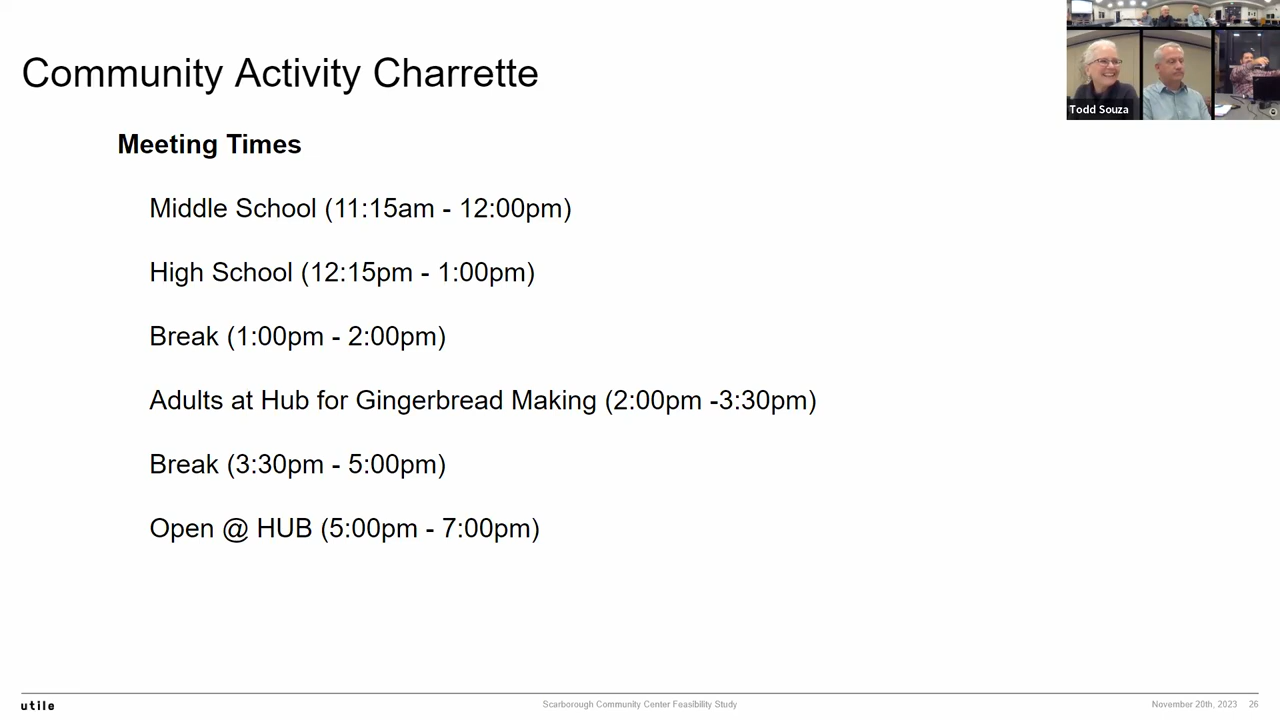 Community Activity Charrette
Todd Souza
Meeting Times
Middle School (11:15am - 12:00pm)
High School (12:15pm - 1:00pm)
Break (1:00pm - 2:00pm)
Adults at Hub for Gingerbread Making (2:00pm -3:30pm)
Break (3:30pm - 5:00pm)
Open @ HUB (5:00pm - 7:00pm)
utile
Scarborough Community Center Feasibility Study
November 20th, 2023 26